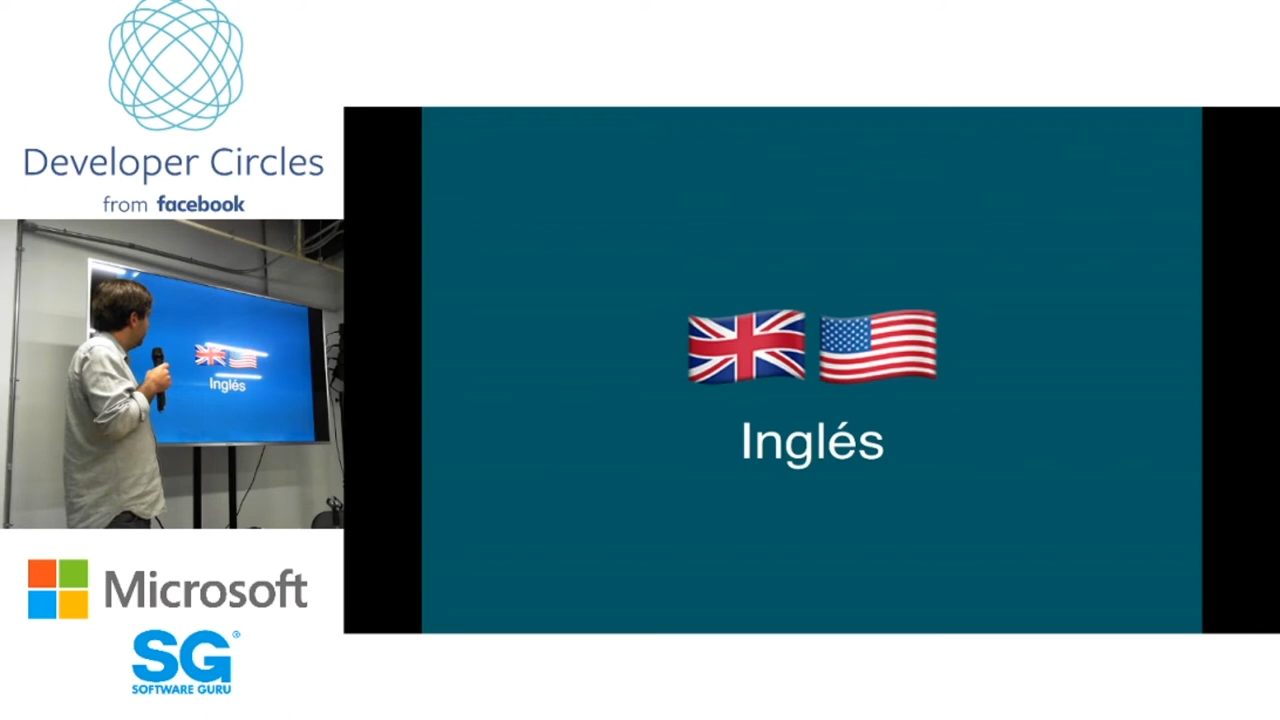 Developer Circles
from facebook
Inglés
Inglés
Microsoft
SG®
SOFTWARE GURU